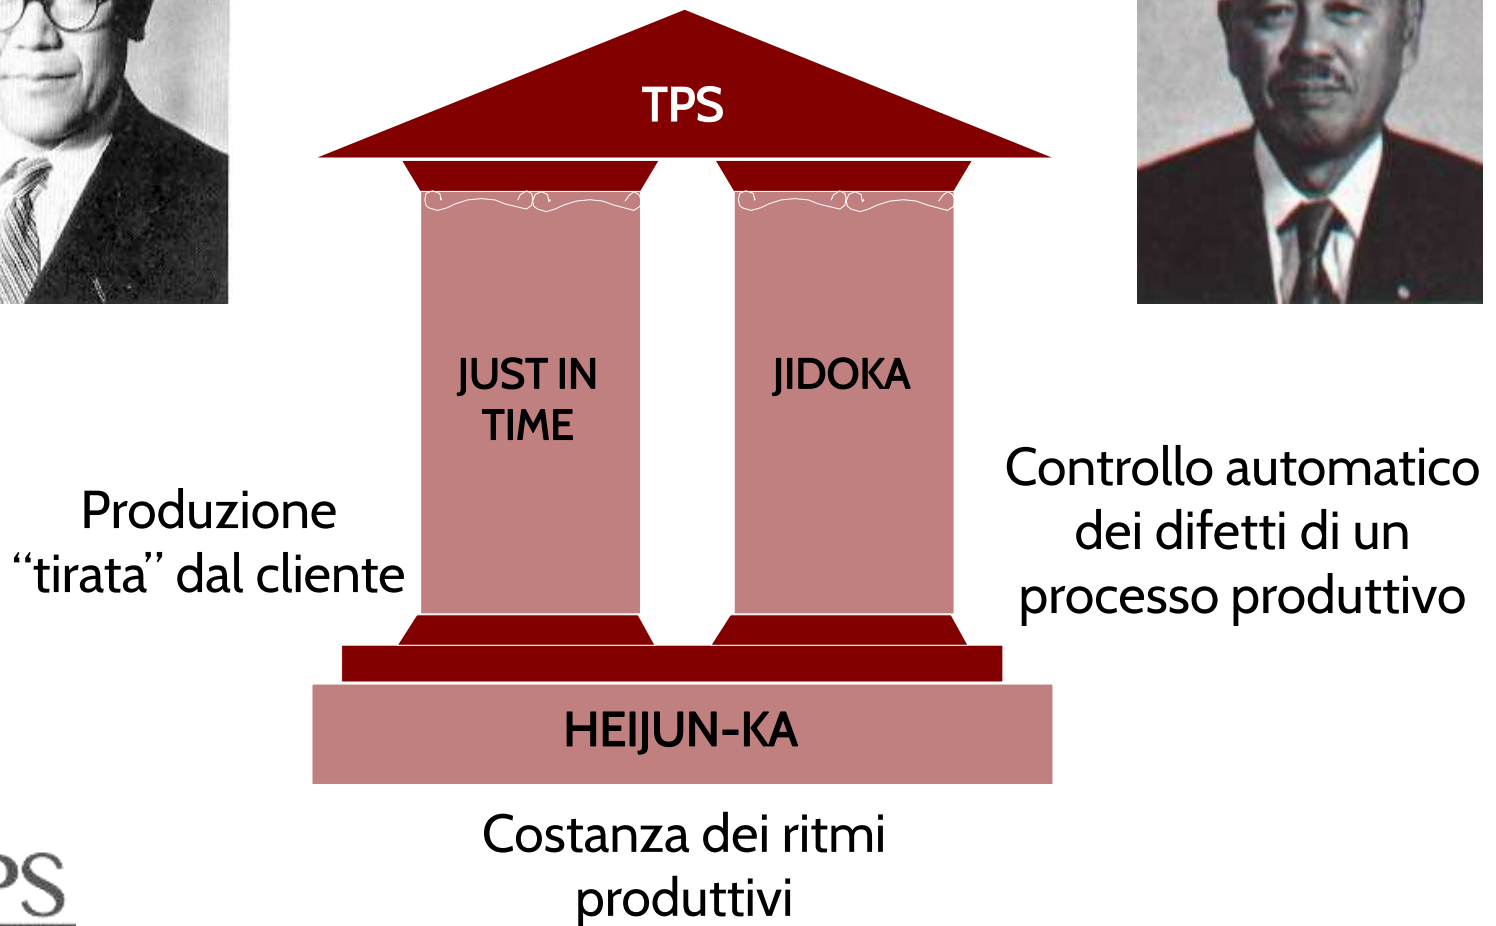 TPS
JUST IN
TIME
JIDOKA
Produzione
“tirata” dal cliente
Controllo automatico
dei difetti di un
processo produttivo
HEIJUN-KA
Costanza dei ritmi
produttivi
PS